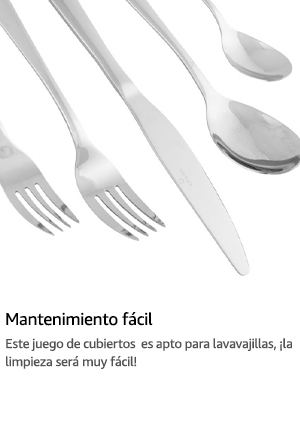 Mantenimiento fácil
Este juego de cubiertos  es apto para lavavajillas, ¡la
limpieza será muy fácil!